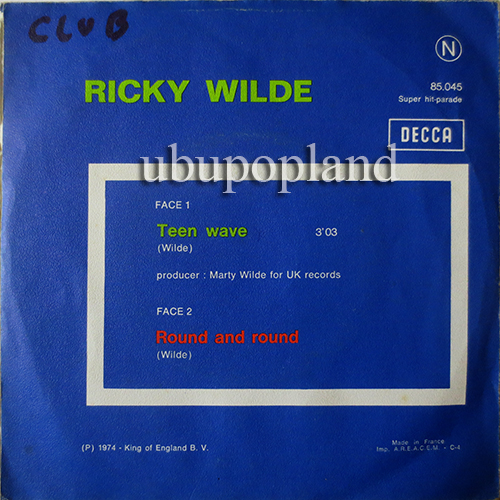 CLUB
N
RICKY WILDE
85.045
Super hit-parade
DECCA
ubupopland
FACE 1
Teen wave 3'03
(Wilde)
producer : Marty Wilde for UK records
FACE 2
Round and round
(Wilde)
(P) 1974 - King of England B. V.
Made in France
Imp. A.R.E.A.C.E.M. - C-4